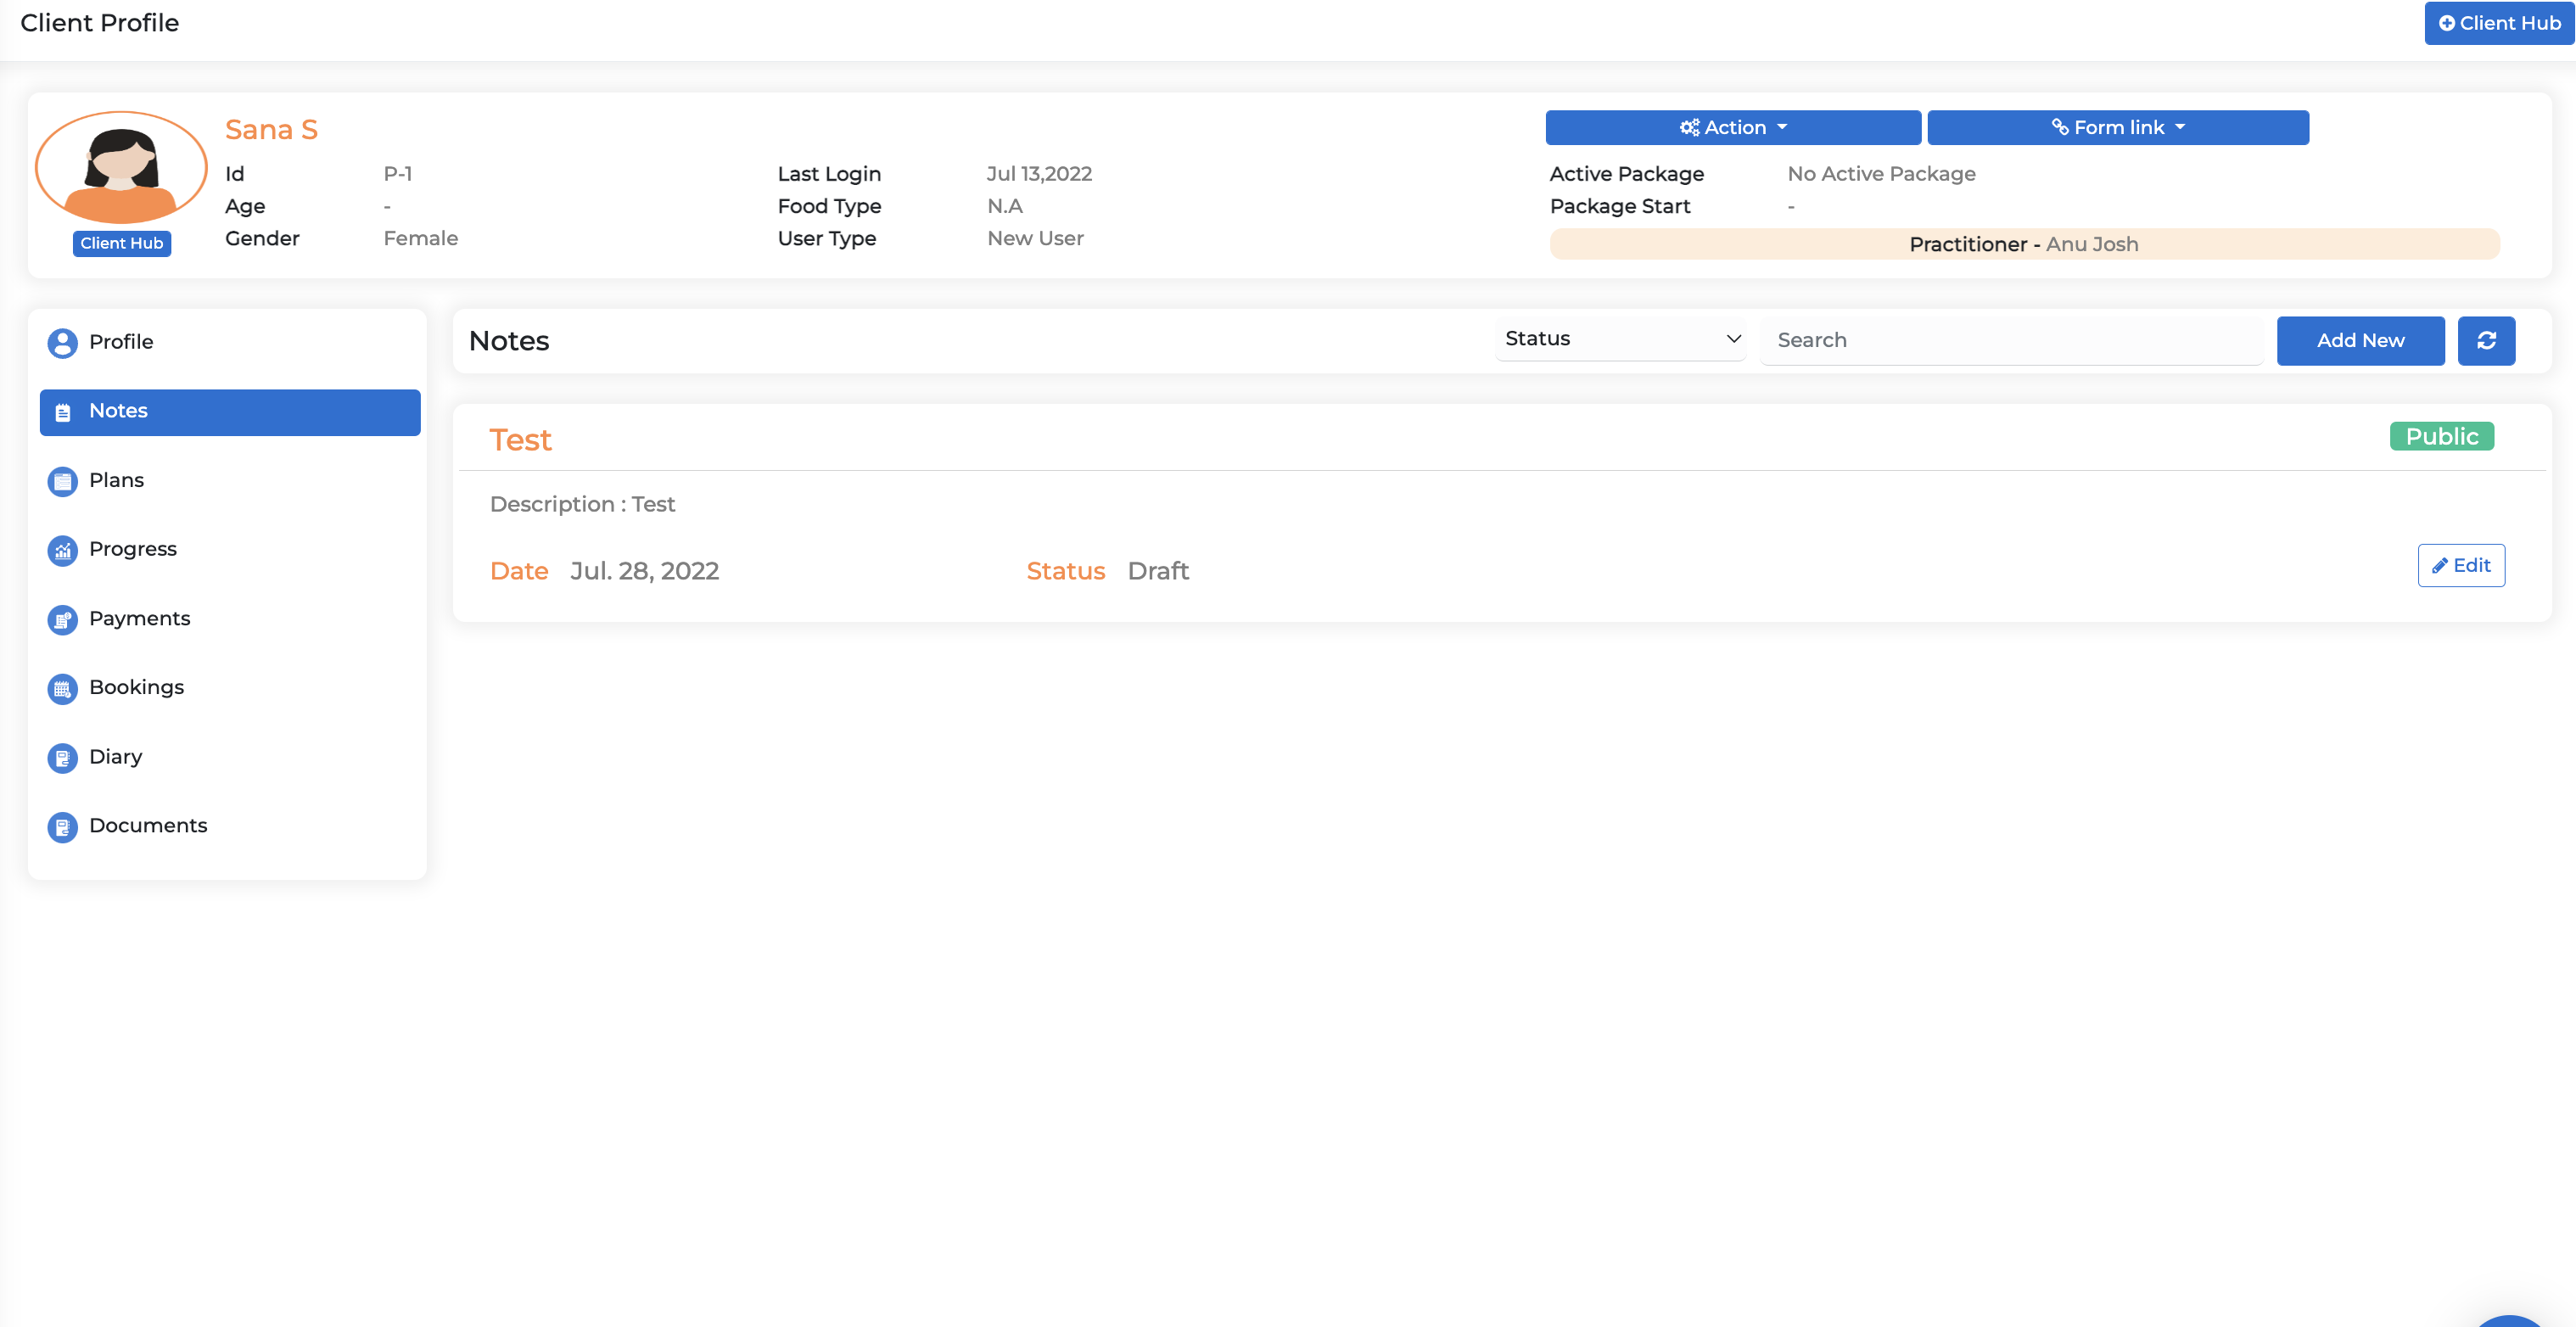 Client Profile
Client Hub
Sana S
Id P-1
Age -
Gender Female
Client Hub
Last Login Jul 13,2022
Food Type N.A
User Type New User
Action
Form link
Active Package No Active Package
Package Start -
Practitioner - Anu Josh
Profile
Notes
Plans
Progress
Payments
Bookings
Diary
Documents
Notes
Status
Search
Add New
Test
Public
Description : Test
Date Jul. 28, 2022
Status Draft
Edit